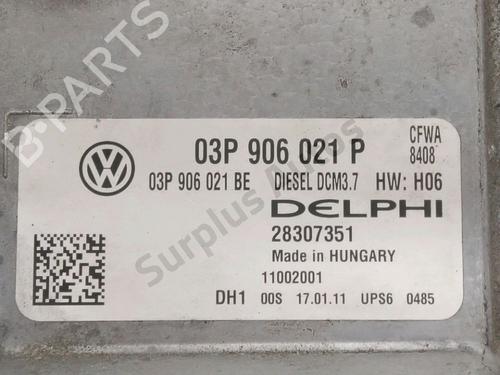 03P 906 021 P
CFWA
8408
03P 906 021 BE DIESEL DCM3.7 HW: H06
DELPHI
28307351
Made in HUNGARY
11002001
DH1 00S 17.01.11 UPS6 0485
B-PARTS
Surplus Autos